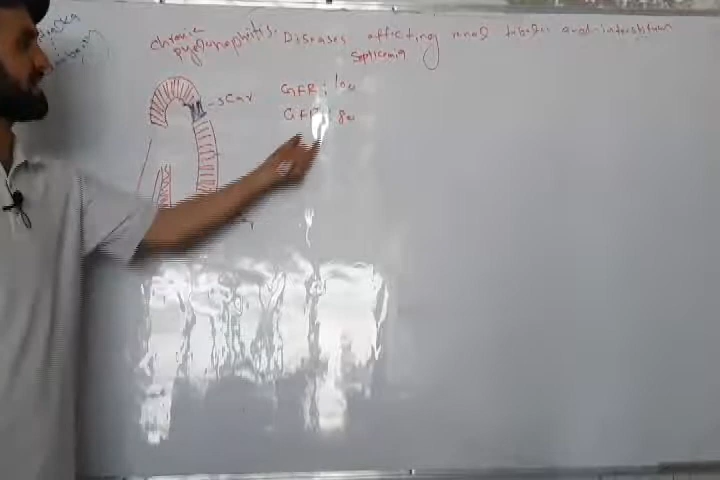 chronic
pyelonephritis. Diseases affecting renal tubules and interstitium
Septicemia
- scar
GFR : 100
GFR : 80